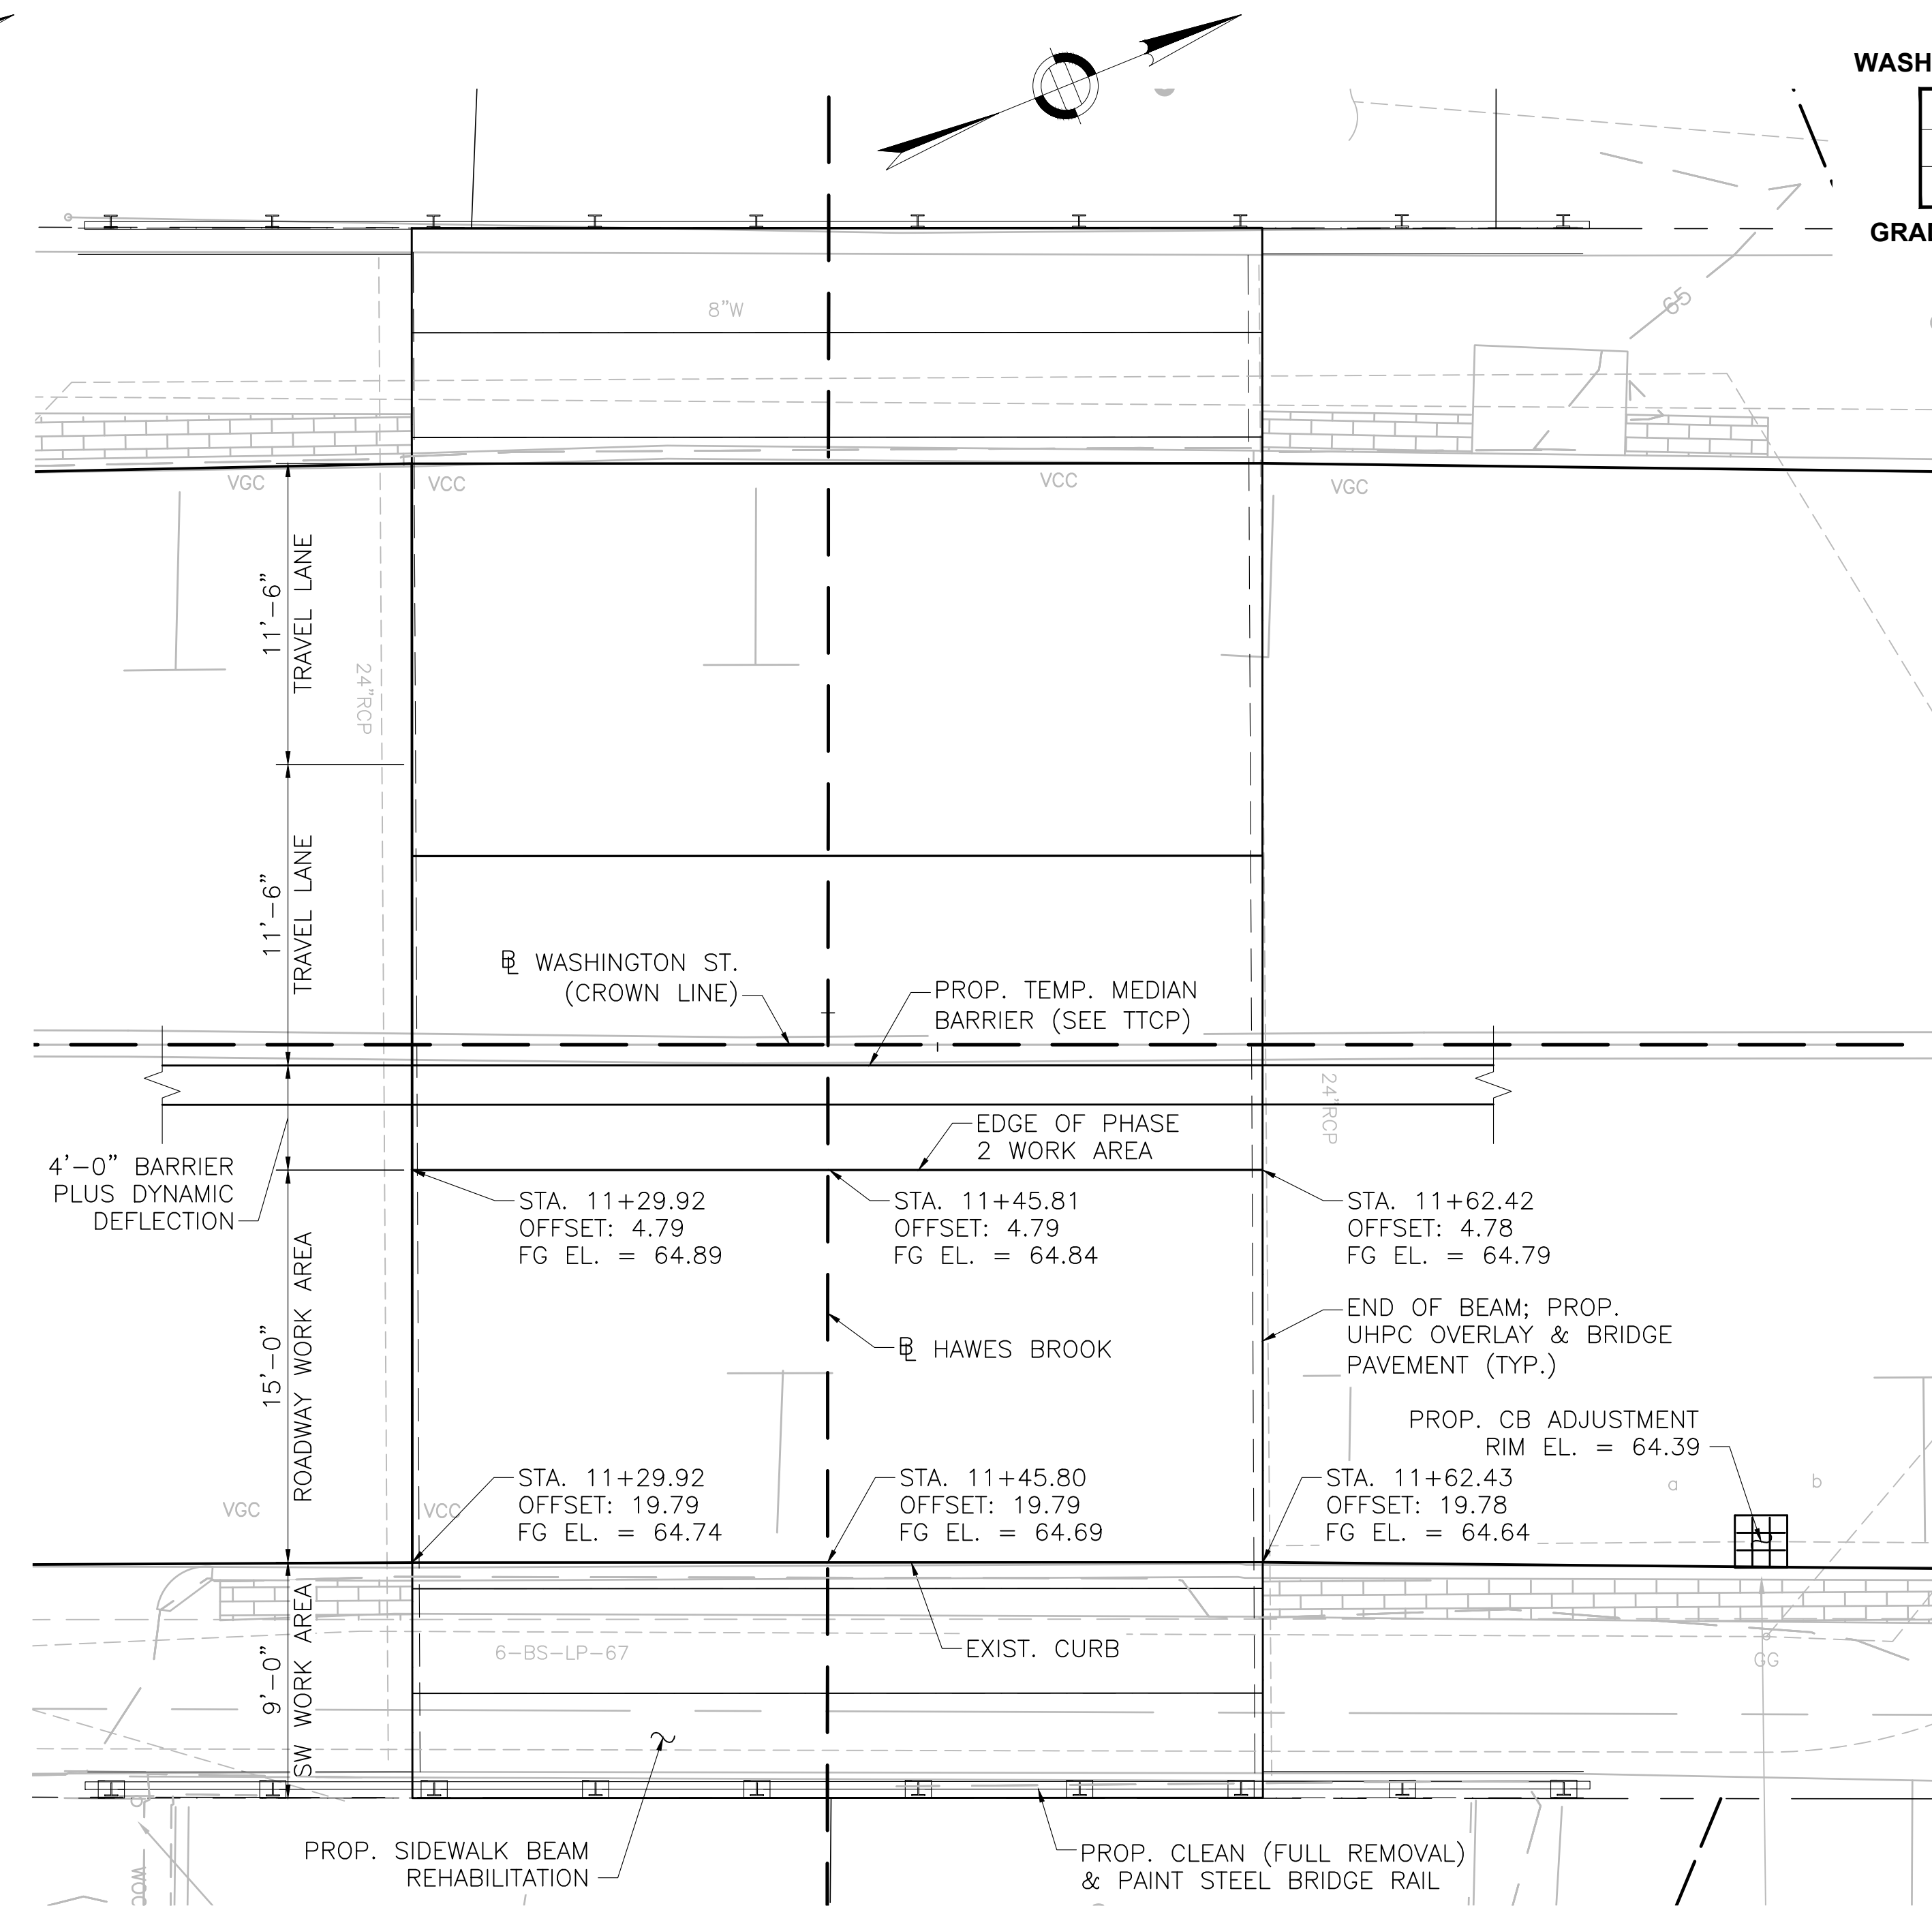 WASH
GRA
8"W
65
VGC
VCC
VCC
VGC
11'-6"
TRAVEL LANE
24"RCP
11'-6"
TRAVEL LANE
℄ WASHINGTON ST.
(CROWN LINE)
PROP. TEMP. MEDIAN
BARRIER (SEE TTCP)
24"RCP
EDGE OF PHASE
2 WORK AREA
4'-0" BARRIER
PLUS DYNAMIC
DEFLECTION
STA. 11+29.92
OFFSET: 4.79
FG EL. = 64.89
STA. 11+45.81
OFFSET: 4.79
FG EL. = 64.84
STA. 11+62.42
OFFSET: 4.78
FG EL. = 64.79
15'-0"
ROADWAY WORK AREA
END OF BEAM; PROP.
UHPC OVERLAY & BRIDGE
PAVEMENT (TYP.)
℄ HAWES BROOK
PROP. CB ADJUSTMENT
RIM EL. = 64.39
a
b
VGC
VCC
STA. 11+29.92
OFFSET: 19.79
FG EL. = 64.74
STA. 11+45.80
OFFSET: 19.79
FG EL. = 64.69
STA. 11+62.43
OFFSET: 19.78
FG EL. = 64.64
9'-0"
SW WORK AREA
6-BS-LP-67
EXIST. CURB
GG
PROP. SIDEWALK BEAM
REHABILITATION
PROP. CLEAN (FULL REMOVAL)
& PAINT STEEL BRIDGE RAIL